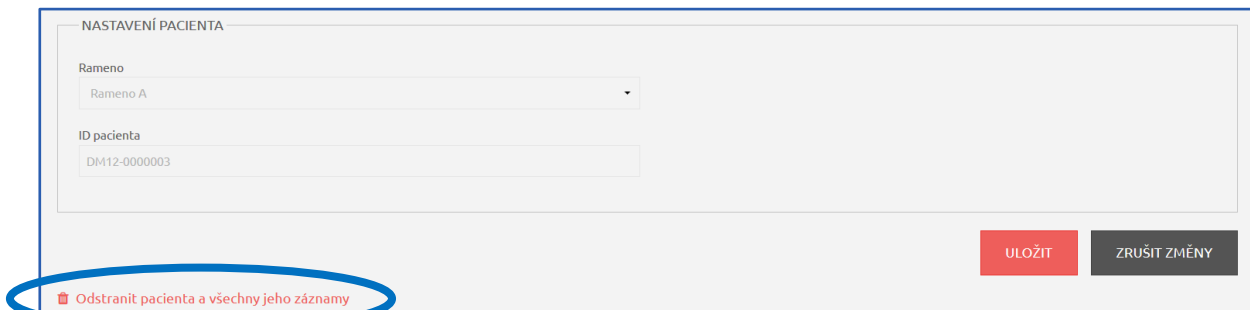 NASTAVENÍ PACIENTA
Rameno
Rameno A
ID pacienta
DM12-0000003
ULOŽIT ZRUŠIT ZMĚNY
Odstranit pacienta a všechny jeho záznamy